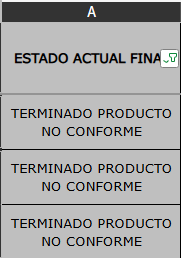 A
ESTADO ACTUAL FINA
TERMINADO PRODUCTO
NO CONFORME
TERMINADO PRODUCTO
NO CONFORME
TERMINADO PRODUCTO
NO CONFORME